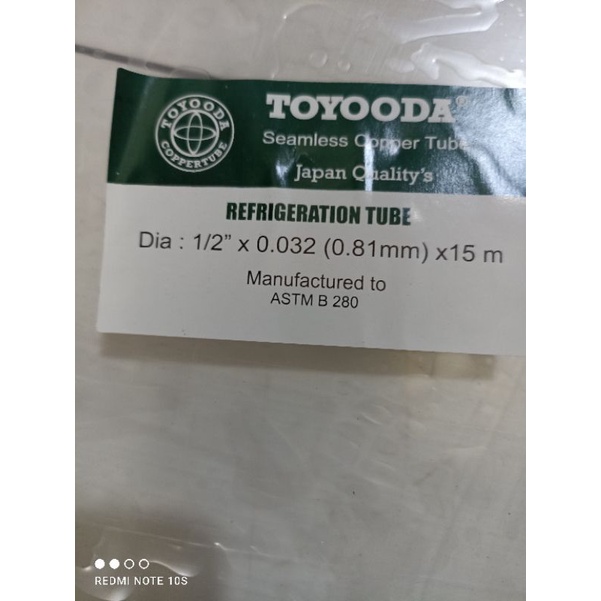 TOYOODA
COPPERTUBE
TOYOODA®
Seamless Copper Tube
Japan Quality's
REFRIGERATION TUBE
Dia : 1/2" x 0.032 (0.81mm) x15 m
Manufactured to
ASTM B 280
REDMI NOTE 10S